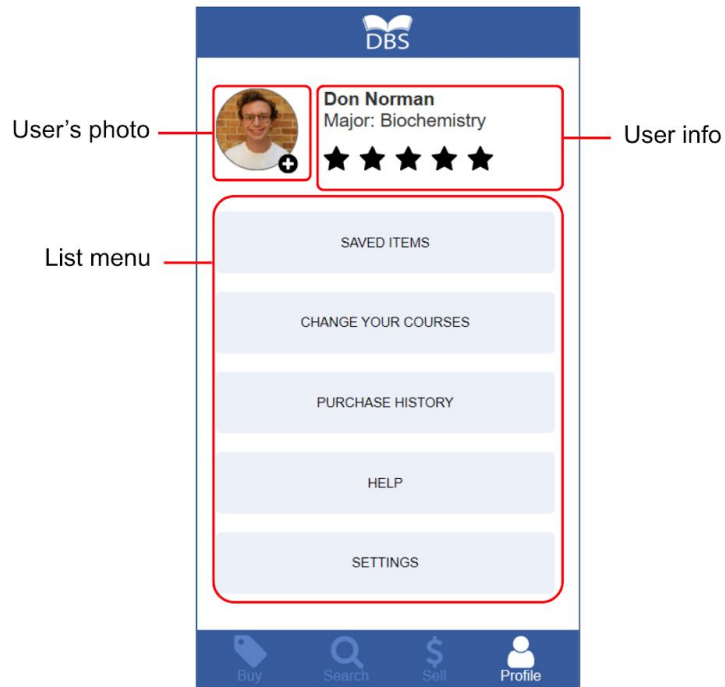 DBS
User's photo
Don Norman
Major: Biochemistry
User info
List menu
SAVED ITEMS
CHANGE YOUR COURSES
PURCHASE HISTORY
HELP
SETTINGS
Buy Search Sell Profile